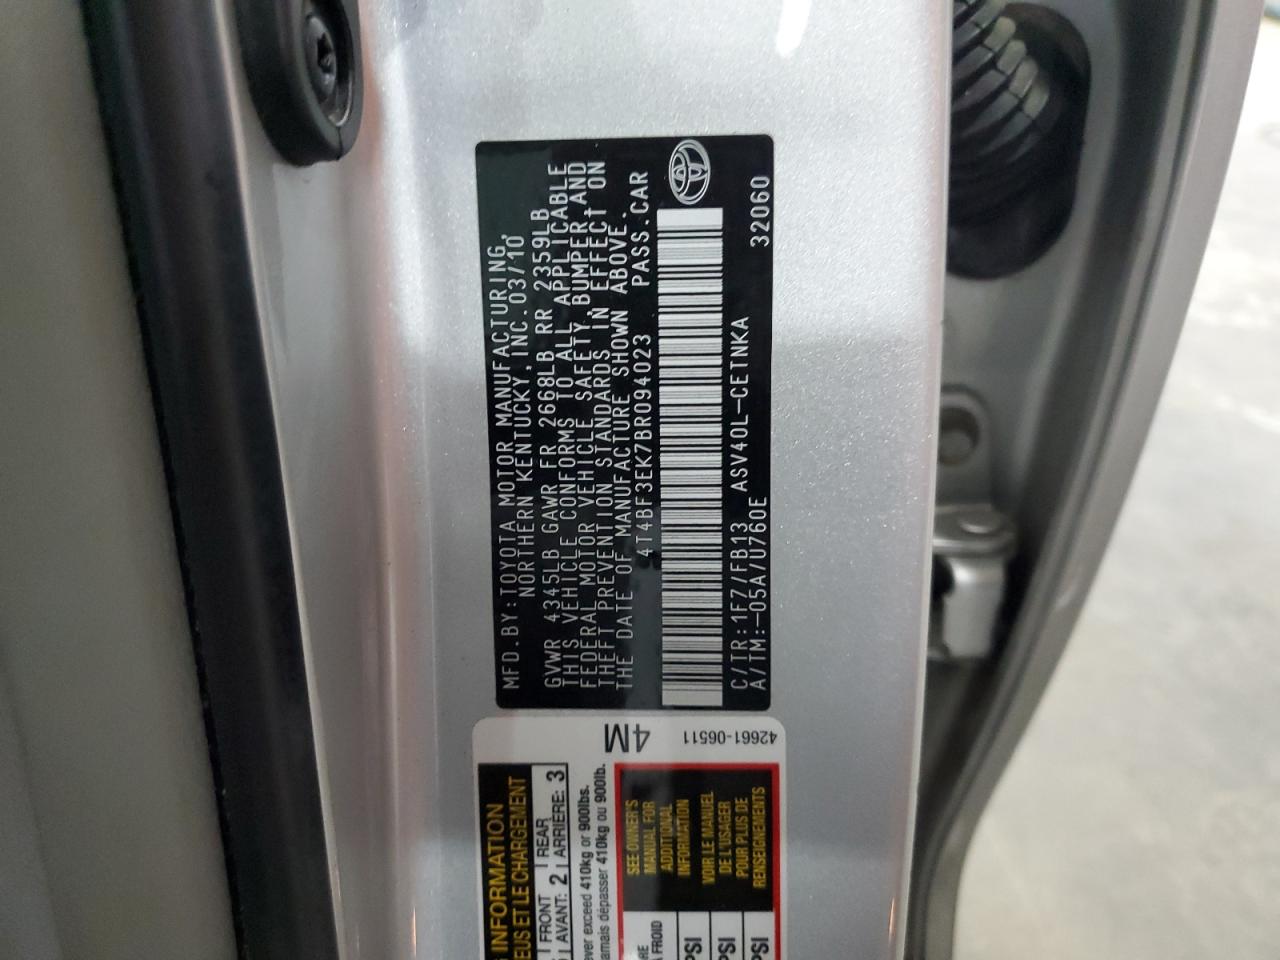 MFD.BY:TOYOTA MOTOR MANUFACTURING,
NORTHERN KENTUCKY,INC.03/10
GVWR 4345LB GAWR FR 2668LB RR 2359LB
THIS VEHICLE CONFORMS TO ALL APPLICABLE
FEDERAL MOTOR VEHICLE SAFETY,BUMPER,AND
THEFT PREVENTION STANDARDS IN EFFECT ON
THE DATE OF MANUFACTURE SHOWN ABOVE.
4T4BF3EK7BR094023 PASS.CAR
C/TR:1F7/FB13 ASV40L-CETNKA
A/TM:-05A/U760E 32060
4M
42661-06511
INFORMATION
ET LE CHARGEMENT
FRONT REAR
AVANT: 2 ARRIERE: 3
exceed 410kg or 900lbs.
dépasser 410kg ou 900lb.
SEE OWNER'S
MANUAL FOR
ADDITIONAL
INFORMATION
VOIR LE MANUEL
DE L'USAGER
POUR PLUS DE
RENSEIGNEMENTS
FROID
PSI
PSI
PSI